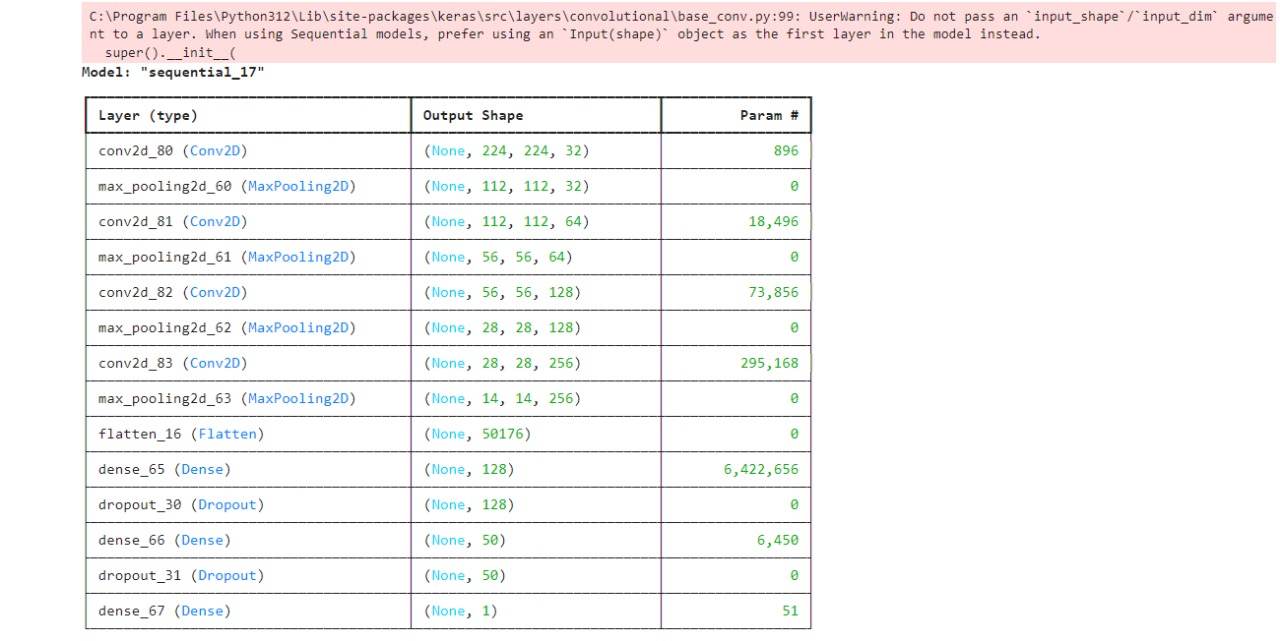 C:\Program Files\Python312\Lib\site-packages\keras\src\layers\convolutional\base_conv.py:99: UserWarning: Do not pass an `input_shape`/`input_dim` argume
nt to a layer. When using Sequential models, prefer using an `Input(shape)` object as the first layer in the model instead.
super().__init__(
Model: "sequential_17"
Layer (type) Output Shape Param #
conv2d_80 (Conv2D) (None, 224, 224, 32) 896
max_pooling2d_60 (MaxPooling2D) (None, 112, 112, 32) 0
conv2d_81 (Conv2D) (None, 112, 112, 64) 18,496
max_pooling2d_61 (MaxPooling2D) (None, 56, 56, 64) 0
conv2d_82 (Conv2D) (None, 56, 56, 128) 73,856
max_pooling2d_62 (MaxPooling2D) (None, 28, 28, 128) 0
conv2d_83 (Conv2D) (None, 28, 28, 256) 295,168
max_pooling2d_63 (MaxPooling2D) (None, 14, 14, 256) 0
flatten_16 (Flatten) (None, 50176) 0
dense_65 (Dense) (None, 128) 6,422,656
dropout_30 (Dropout) (None, 128) 0
dense_66 (Dense) (None, 50) 6,450
dropout_31 (Dropout) (None, 50) 0
dense_67 (Dense) (None, 1) 51